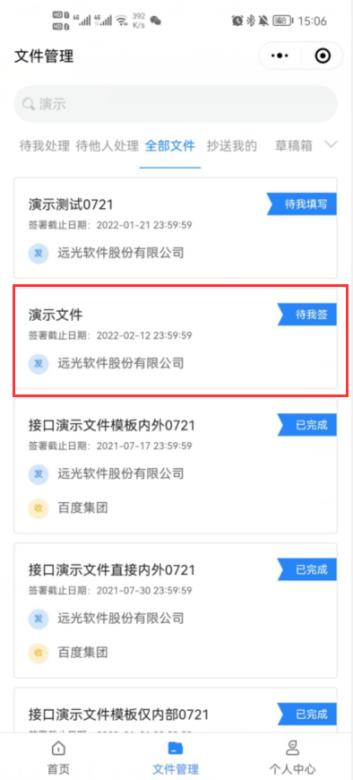 392
K/s
15:06
文件管理
演示
待我处理 待他人处理 全部文件 抄送我的 草稿箱
演示测试0721
待我填写
签署截止日期：2022-01-21 23:59:59
发 远光软件股份有限公司
演示文件
待我签
签署截止日期：2022-02-12 23:59:59
发 远光软件股份有限公司
接口演示文件模板内外0721
已完成
签署截止日期：2021-07-17 23:59:59
发 远光软件股份有限公司
收 百度集团
接口演示文件直接内外0721
已完成
签署截止日期：2021-07-30 23:59:59
发 远光软件股份有限公司
收 百度集团
接口演示文件模板仅内部0721
已完成
首页 文件管理 个人中心